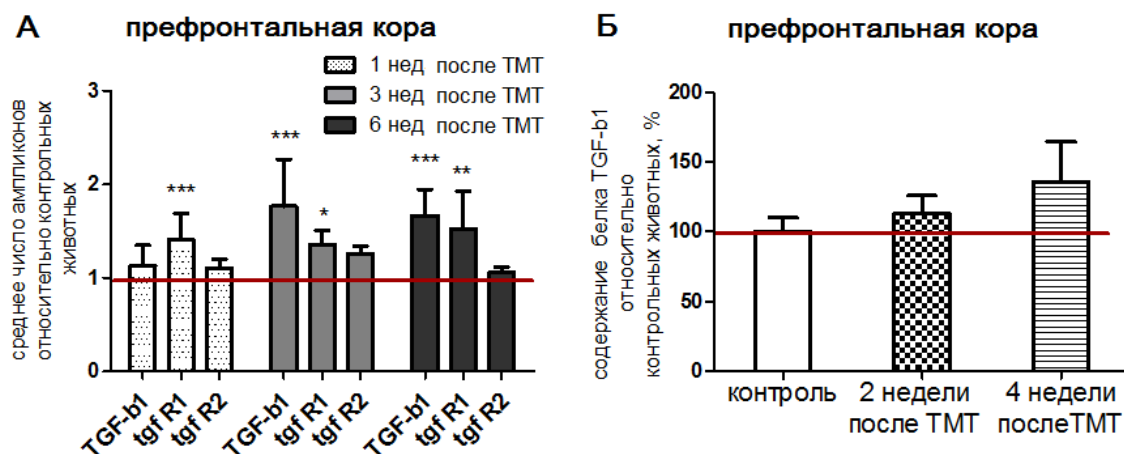 А
префронтальная кора
1 нед после ТМТ
3 нед после ТМТ
6 нед после ТМТ
среднее число амппликонов
относительно контрольных
животных
3
2
1
0
***
***
*
***
**
TGF-b1
tgf R1
tgf R2
TGF-b1
tgf R1
tgf R2
TGF-b1
tgf R1
tgf R2
Б
префронтальная кора
содержание белка TGF-b1
относительно
контрольных животных, %
200
150
100
50
0
контроль
2 недели
после ТМТ
4 недели
послеТМТ